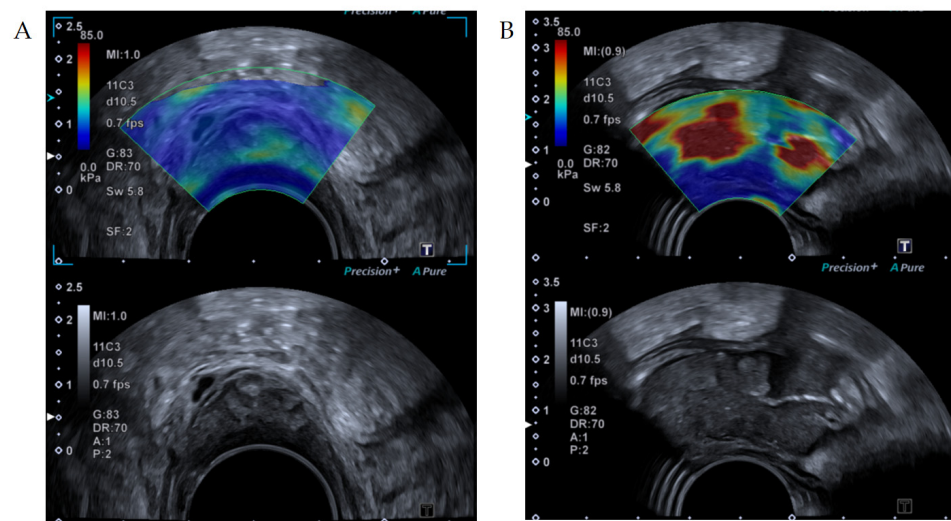 A
Precision+ A Pure
2.5
85.0
2
MI:1.0
11C3
d10.5
1
0.7 fps
0.0
kPa
G:83
DR:70
0
Sw 5.8
SF:2
T
Precision+ A Pure
2.5
MI:1.0
2
11C3
d10.5
0.7 fps
1
G:83
DR:70
A:1
0
P:2
T
B
Precision+ A Pure
3.5
85.0
3
MI:(0.9)
11C3
2
d10.5
0.7 fps
1
0.0
kPa
G:82
DR:70
0
Sw 5.8
SF:2
T
Precision+ A Pure
3.5
3
MI:(0.9)
11C3
2
d10.5
0.7 fps
1
G:82
DR:70
A:1
0
P:2
T